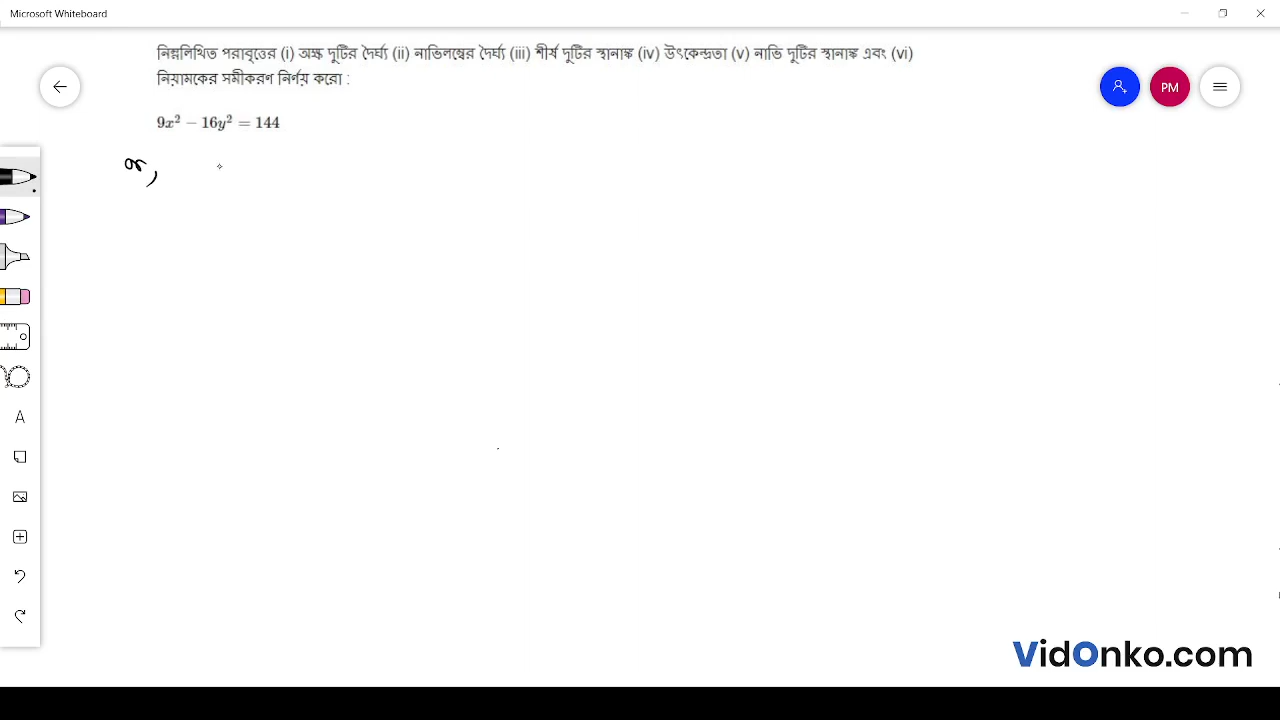 Microsoft Whiteboard
নিম্নলিখিত পরাবৃত্তের (i) অক্ষ দুটির দৈর্ঘ্য (ii) নাভিলম্বের দৈর্ঘ্য (iii) শীর্ষ দুটির স্থানাঙ্ক (iv) উৎকেন্দ্রতা (v) নাভি দুটির স্থানাঙ্ক এবং (vi)
নিয়ামকের সমীকরণ নির্ণয় করো :
PM
9x² − 16y² = 144
A
VidOnko.com